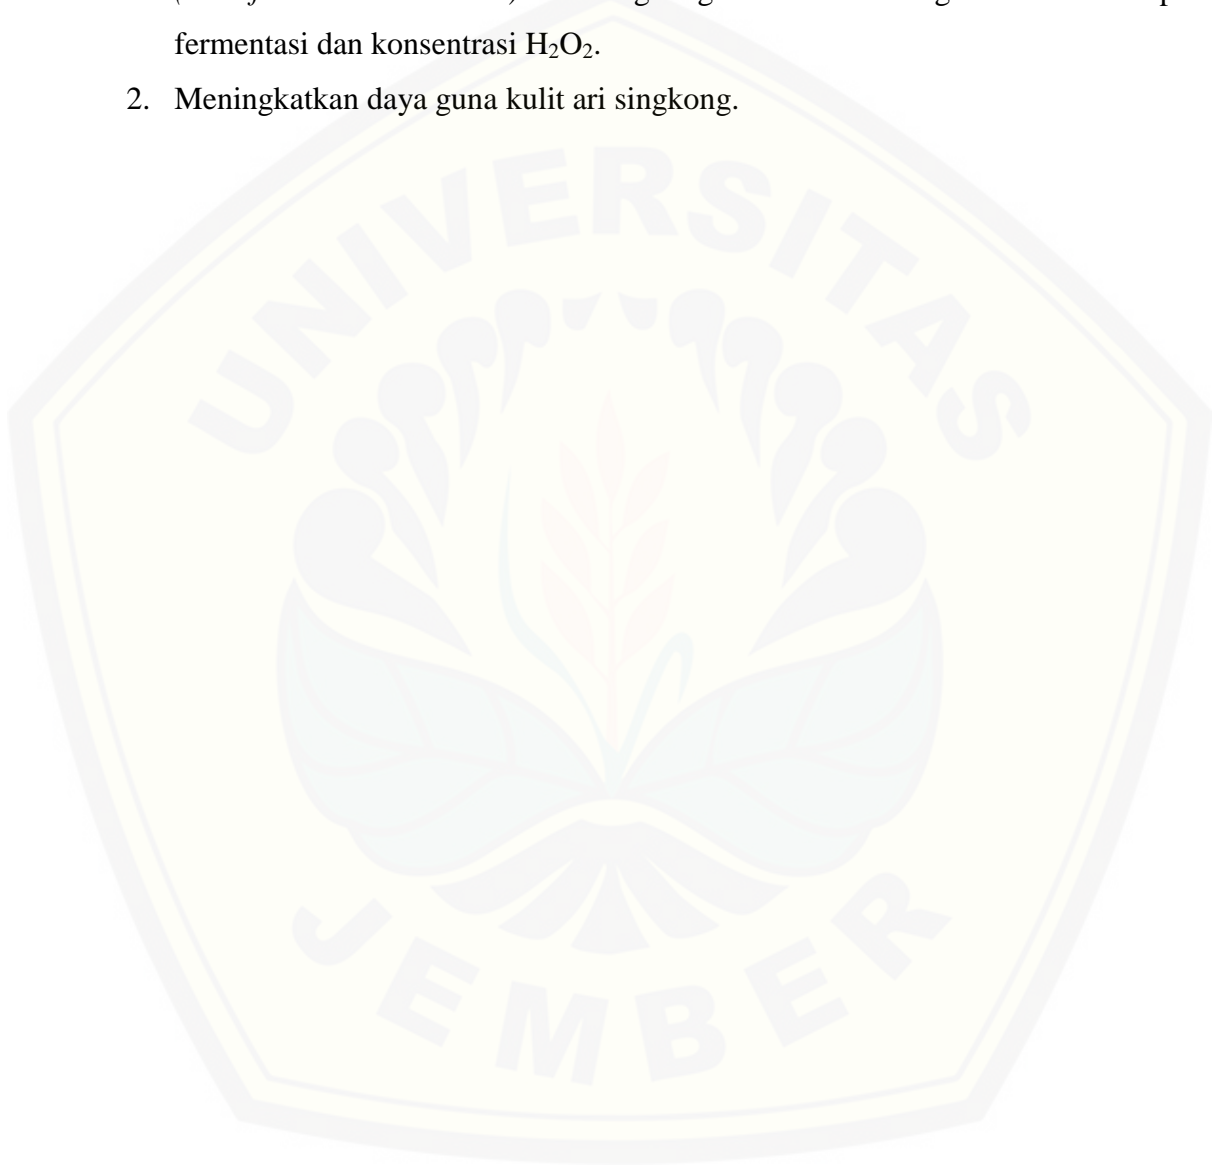 fermentasi dan konsentrasi H₂O₂.
2. Meningkatkan daya guna kulit ari singkong.
UNIVERSITAS
JEMBER